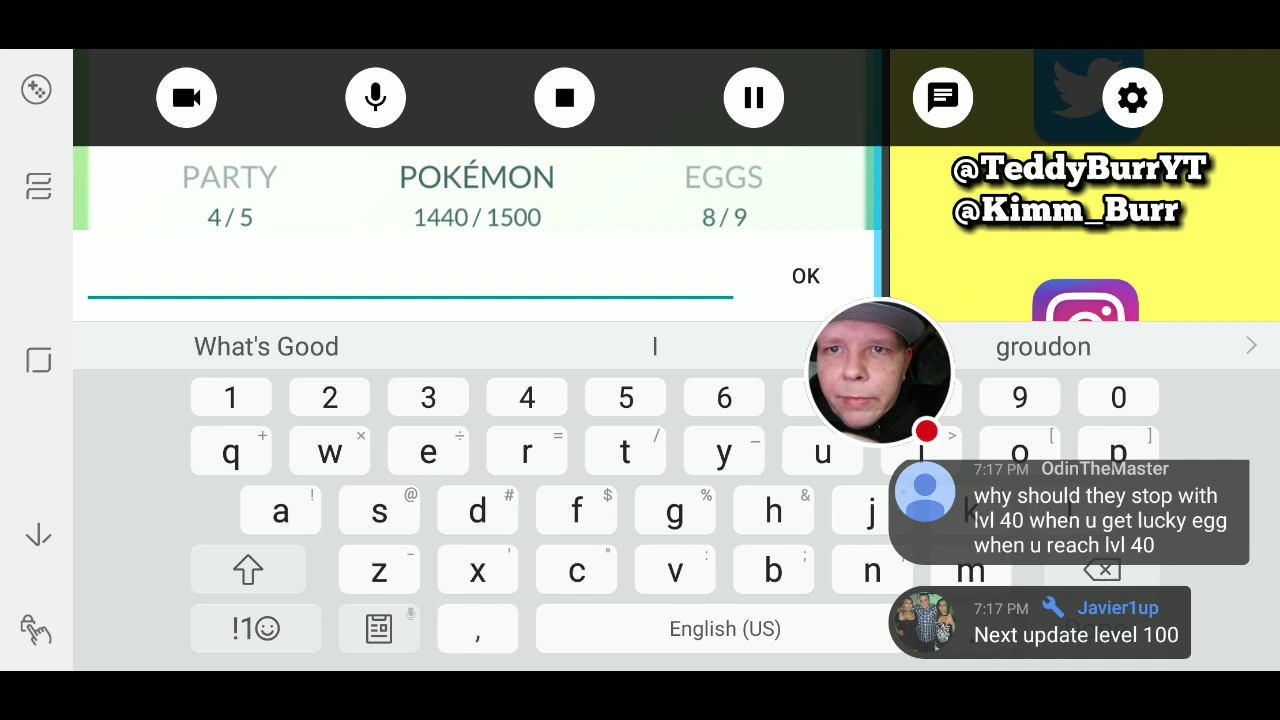 PARTY POKÉMON EGGS
4 / 5 1440 / 1500 8 / 9
@TeddyBurrYT
@Kimm_Burr
OK
What's Good I groudon
1 2 3 4 5 6 9 0
q + w × e ÷ r = t / y _ u i > o [ p ]
a ! s @ d # f $ g % h & j k l
z - x ' c " v : b ; n m
!1☺ , English (US) .
7:17 PM OdinTheMaster
why should they stop with
lvl 40 when u get lucky egg
when u reach lvl 40
7:17 PM Javier1up
Next update level 100